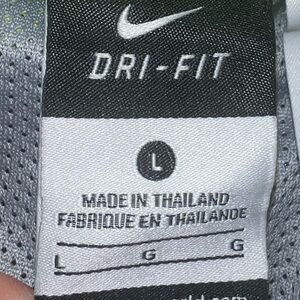 DRI-FIT
L
MADE IN THAILAND
FABRIQUE EN THAILANDE
L G G